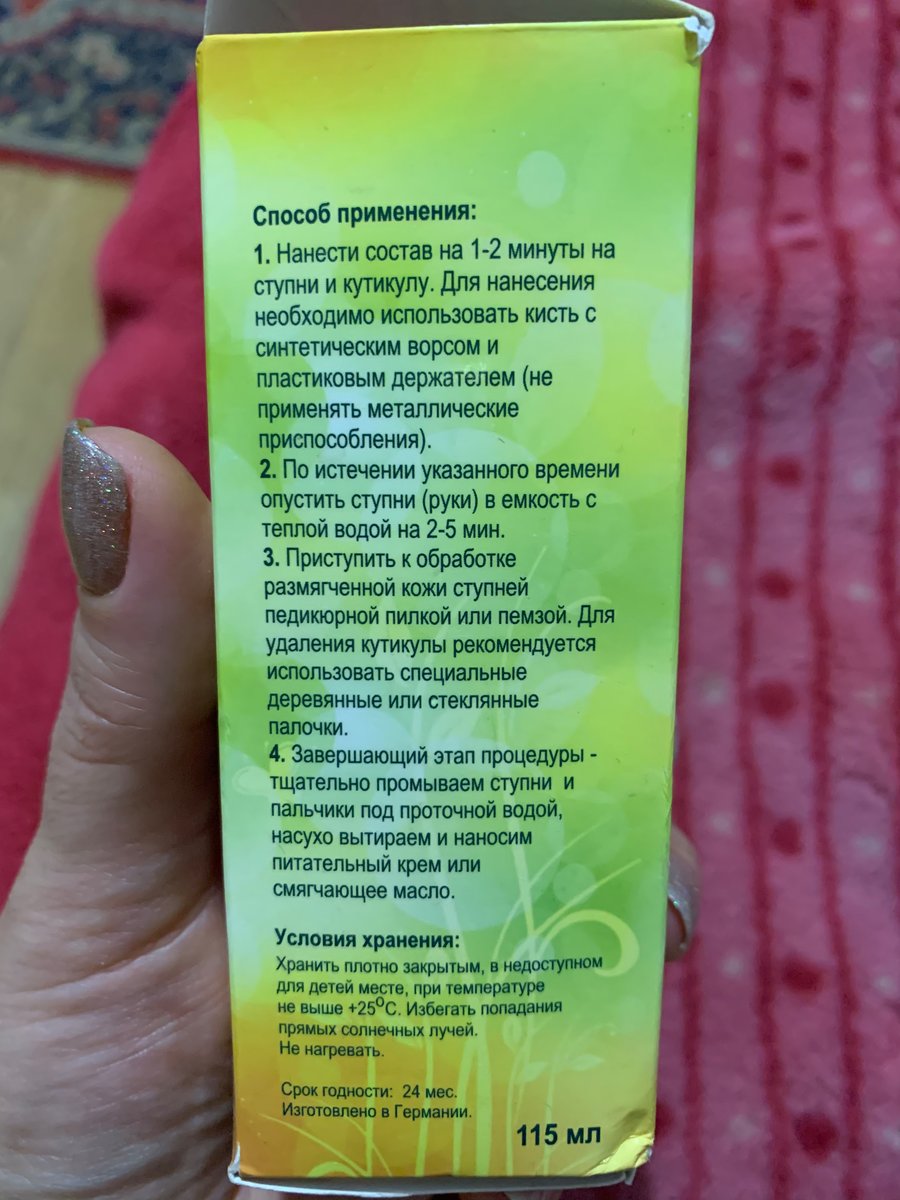 Способ применения:
1. Нанести состав на 1-2 минуты на
ступни и кутикулу. Для нанесения
необходимо использовать кисть с
синтетическим ворсом и
пластиковым держателем (не
применять металлические
приспособления).
2. По истечении указанного времени
опустить ступни (руки) в емкость с
теплой водой на 2-5 мин.
3. Приступить к обработке
размягченной кожи ступней
педикюрной пилкой или пемзой. Для
удаления кутикулы рекомендуется
использовать специальные
деревянные или стеклянные
палочки.
4. Завершающий этап процедуры -
тщательно промываем ступни и
пальчики под проточной водой,
насухо вытираем и наносим
питательный крем или
смягчающее масло.
Условия хранения:
Хранить плотно закрытым, в недоступном
для детей месте, при температуре
не выше +25⁰С. Избегать попадания
прямых солнечных лучей.
Не нагревать.
Срок годности: 24 мес.
Изготовлено в Германии.
115 мл